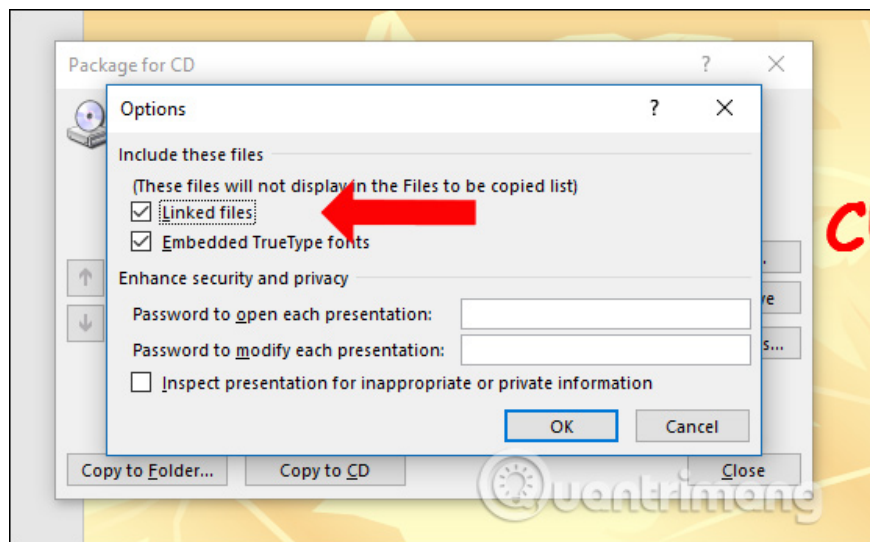 Package for CD
?
Options
?
Include these files
(These files will not display in the Files to be copied list)
Linked files
Embedded TrueType fonts
Enhance security and privacy
Password to open each presentation:
Password to modify each presentation:
Inspect presentation for inappropriate or private information
OK
Cancel
Copy to Folder...
Copy to CD
Close
Quantrimang